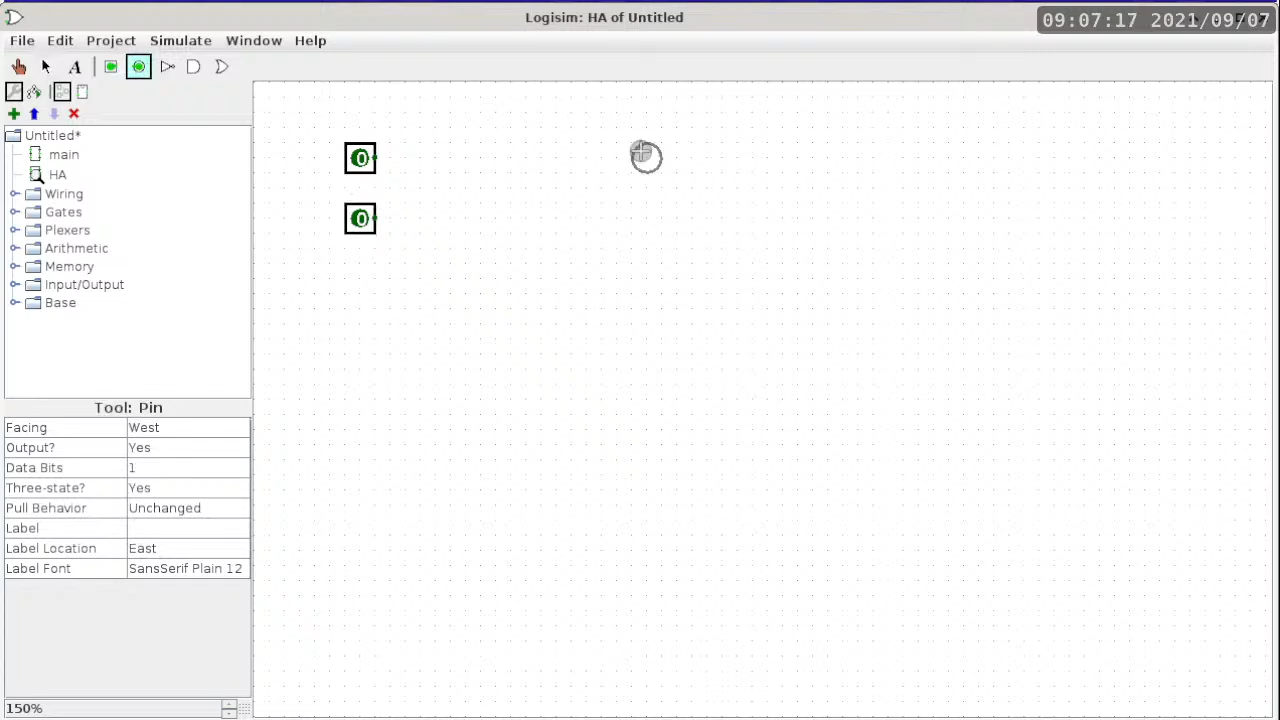 Logisim: HA of Untitled
09:07:17 2021/09/07
File Edit Project Simulate Window Help
A
Untitled*
main
HA
Wiring
Gates
Plexers
Arithmetic
Memory
Input/Output
Base
0
0
Tool: Pin
Facing West
Output? Yes
Data Bits 1
Three-state? Yes
Pull Behavior Unchanged
Label
Label Location East
Label Font SansSerif Plain 12
150%